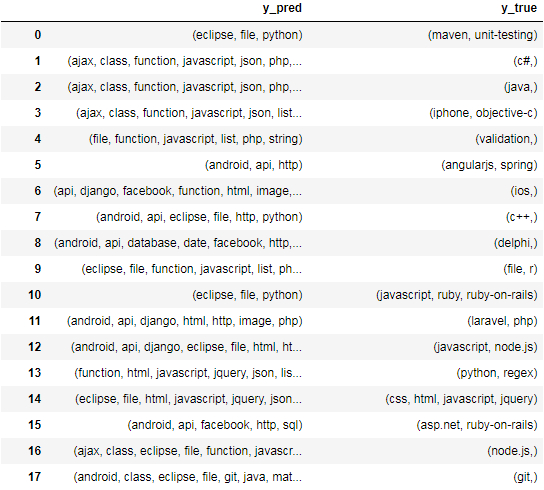 y_pred y_true
0 (eclipse, file, python) (maven, unit-testing)
1 (ajax, class, function, javascript, json, php,... (c#,)
2 (ajax, class, function, javascript, json, php,... (java,)
3 (ajax, class, function, javascript, json, list... (iphone, objective-c)
4 (file, function, javascript, list, php, string) (validation,)
5 (android, api, http) (angularjs, spring)
6 (api, django, facebook, function, html, image,... (ios,)
7 (android, api, eclipse, file, http, python) (c++,)
8 (android, api, database, date, facebook, http,... (delphi,)
9 (eclipse, file, function, javascript, list, ph... (file, r)
10 (eclipse, file, python) (javascript, ruby, ruby-on-rails)
11 (android, api, django, html, http, image, php) (laravel, php)
12 (android, api, django, eclipse, file, html, ht... (javascript, node.js)
13 (function, html, javascript, jquery, json, lis... (python, regex)
14 (eclipse, file, html, javascript, jquery, json... (css, html, javascript, jquery)
15 (android, api, facebook, http, sql) (asp.net, ruby-on-rails)
16 (ajax, class, eclipse, file, function, javascr... (node.js,)
17 (android, class, eclipse, file, git, java, mat... (git,)